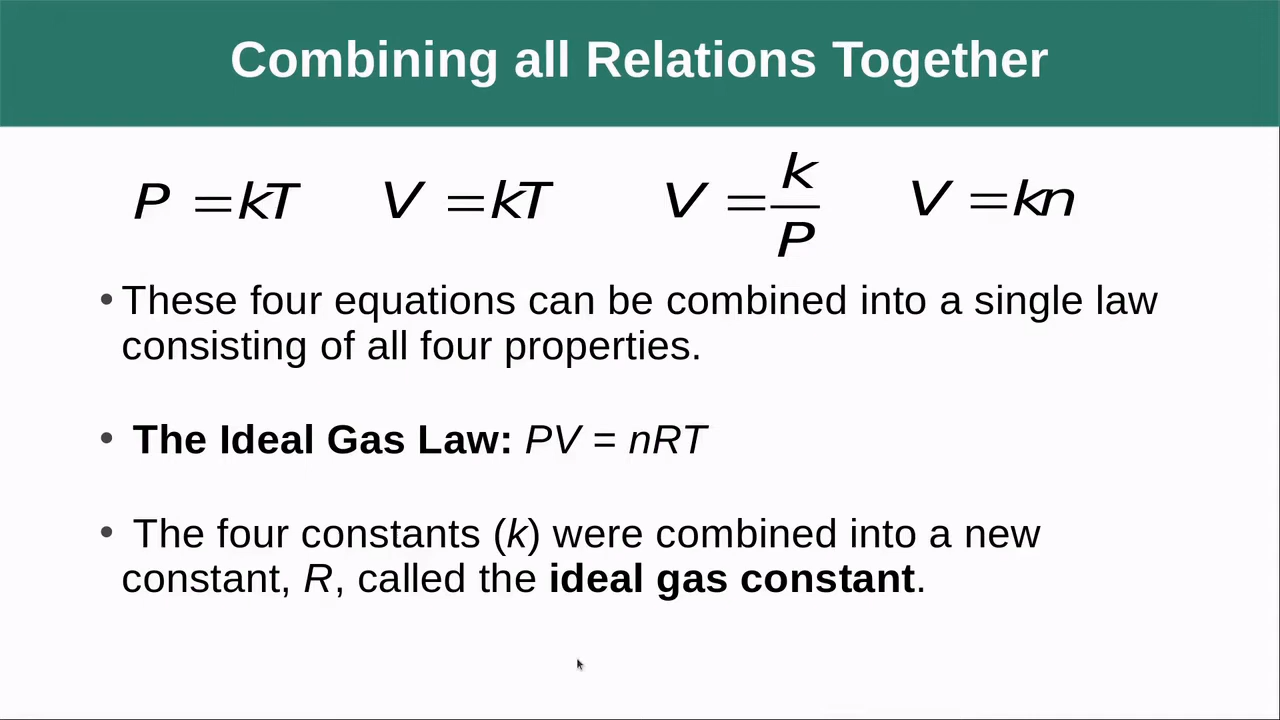 Combining all Relations Together
P = kT V = kT V = k/P V = kn
• These four equations can be combined into a single law
consisting of all four properties.
• The Ideal Gas Law: PV = nRT
• The four constants (k) were combined into a new
constant, R, called the ideal gas constant.